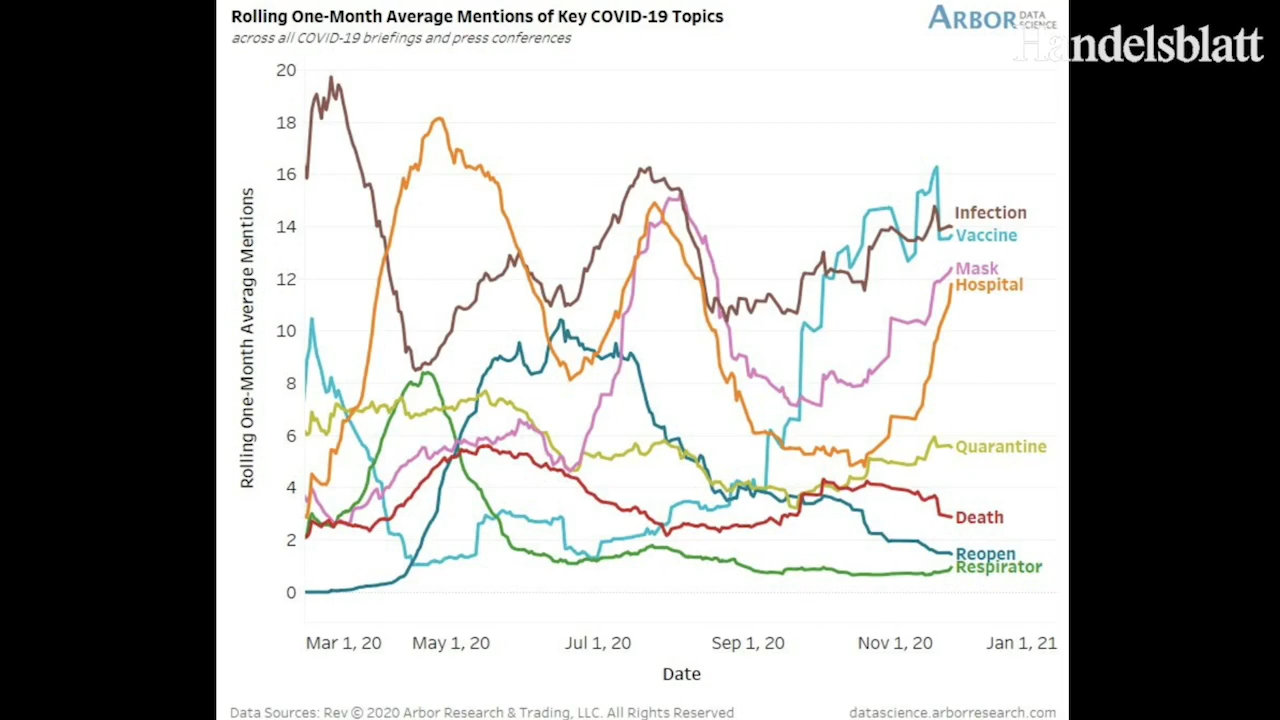 Rolling One-Month Average Mentions of Key COVID-19 Topics
across all COVID-19 briefings and press conferences
ARBOR DATA SCIENCE
Handelsblatt
20
18
16
14
12
10
8
6
4
2
0
Rolling One-Month Average Mentions
Infection
Vaccine
Mask
Hospital
Quarantine
Death
Reopen
Respirator
Mar 1, 20 May 1, 20 Jul 1, 20 Sep 1, 20 Nov 1, 20 Jan 1, 21
Date
Data Sources: Rev © 2020 Arbor Research & Trading, LLC. All Rights Reserved
datascience.arborresearch.com